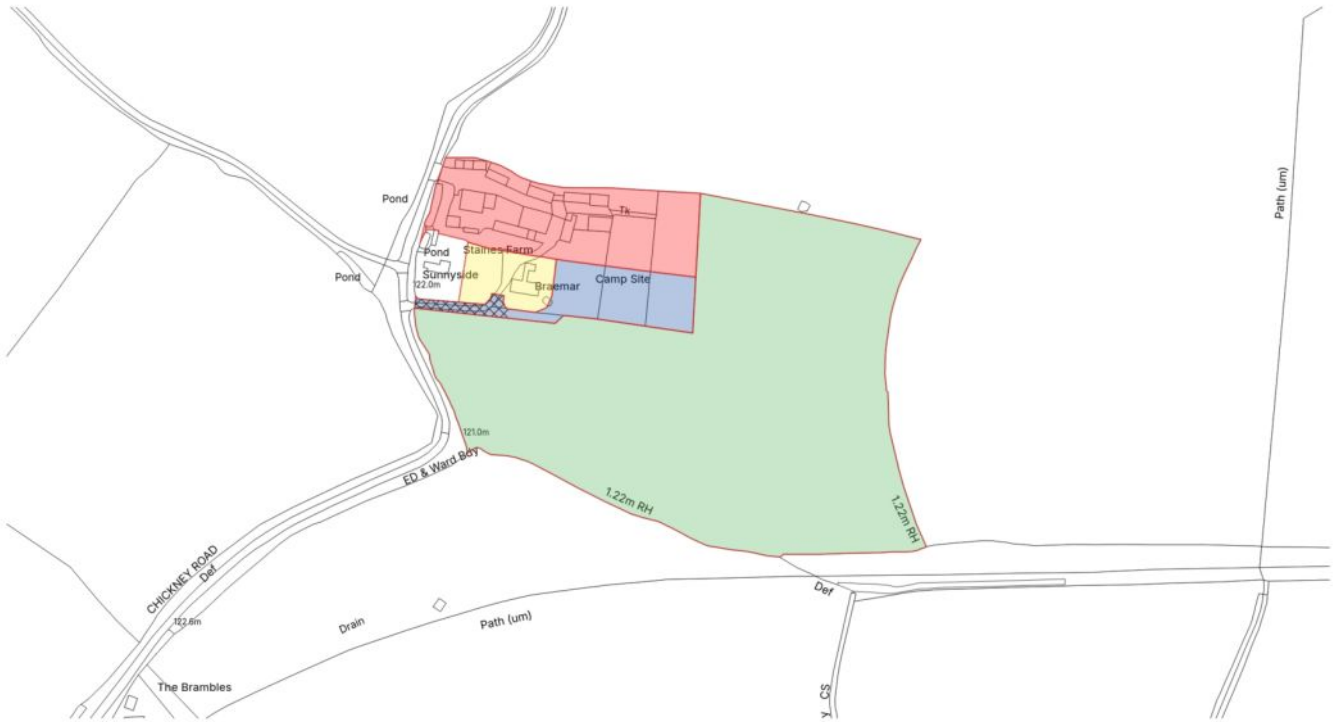 Path (um)
Pond
Tk
Pond
Staines Farm
Pond
Sunnyside
Camp Site
122.0m
Braemar
121.0m
ED & Ward Bdy
1.22m RH
1.22m RH
CHICKNEY ROAD
Def
Def
122.6m
Drain
Path (um)
The Brambles
y CS